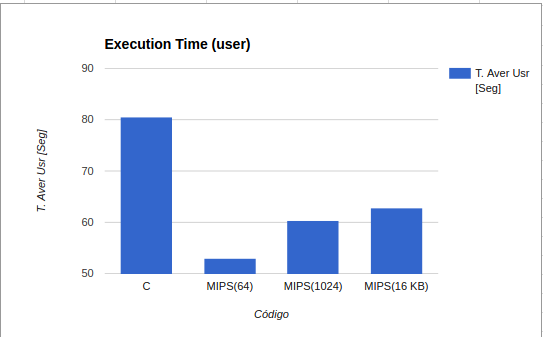 Execution Time (user)
90
80
70
60
50
T. Aver Usr [Seg]
C
MIPS(64)
MIPS(1024)
MIPS(16 KB)
Código
T. Aver Usr
[Seg]